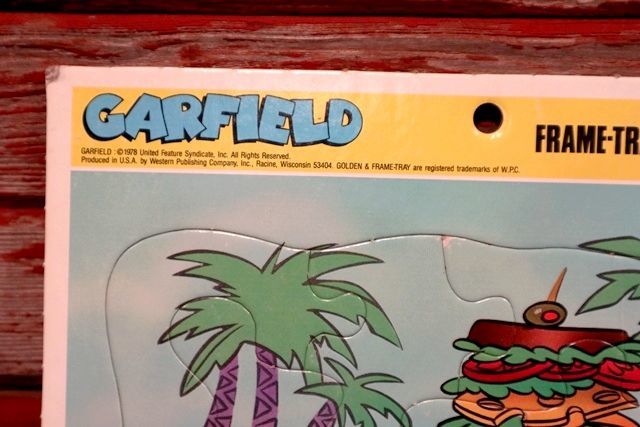 GARFIELD
FRAME-TR
GARFIELD : ©1978 United Feature Syndicate, Inc. All Rights Reserved.
Produced in U.S.A. by Western Publishing Company, Inc., Racine, Wisconsin 53404. GOLDEN & FRAME-TRAY are registered trademarks of W.P.C.